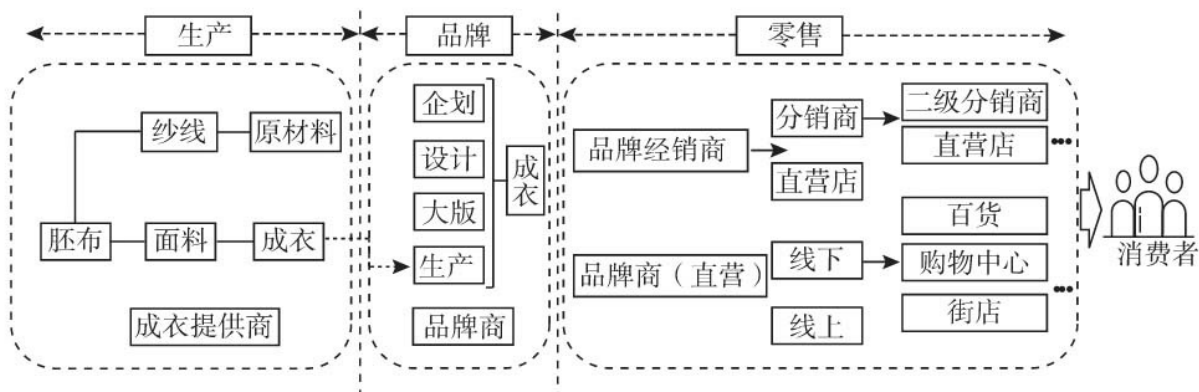 生产
品牌
零售
纱线
原材料
胚布
面料
成衣
成衣提供商
企划
设计
大版
生产
成衣
品牌商
品牌经销商
分销商
直营店
二级分销商
直营店
•••
品牌商（直营）
线下
线上
百货
购物中心
街店
•••
消费者